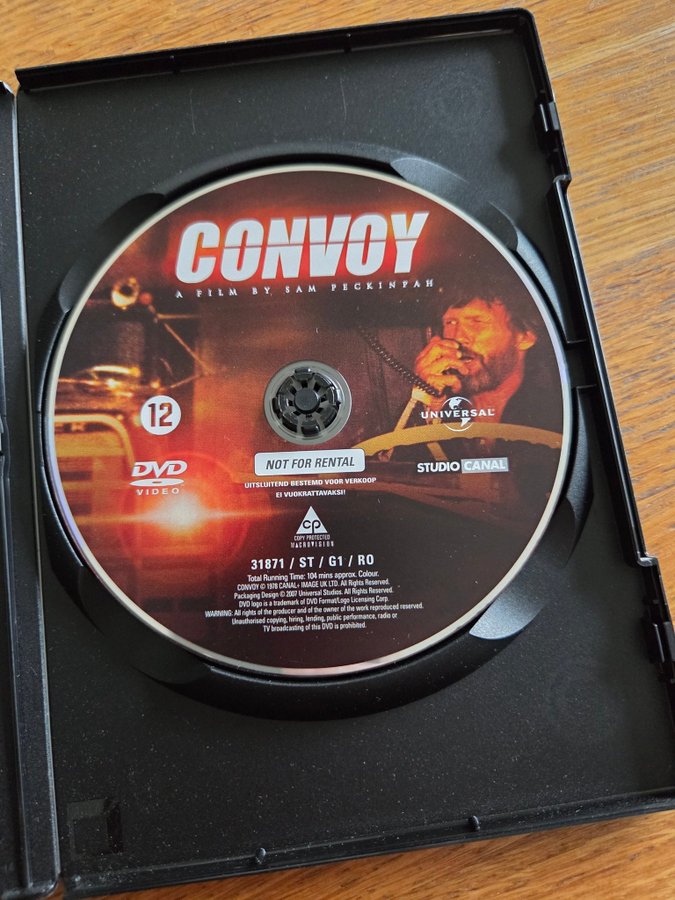 CONVOY
A FILM BY SAM PECKINPAH
12
UNIVERSAL
DVD
VIDEO
NOT FOR RENTAL
STUDIO CANAL
UITSLUITEND BESTEMD VOOR VERKOOP
EI VUOKRATTAVAKSI!
CP
COPY PROTECTED
MACROVISION
31871 / ST / G1 / RO
Total Running Time: 104 mins approx. Colour.
CONVOY © 1978 CANAL+ IMAGE UK LTD. All Rights Reserved.
Packaging Design © 2007 Universal Studios. All Rights Reserved.
DVD logo is a trademark of DVD Format/Logo Licensing Corp.
WARNING: All rights of the producer and of the owner of the work reproduced reserved.
Unauthorised copying, hiring, lending, public performance, radio or
TV broadcasting of this DVD is prohibited.